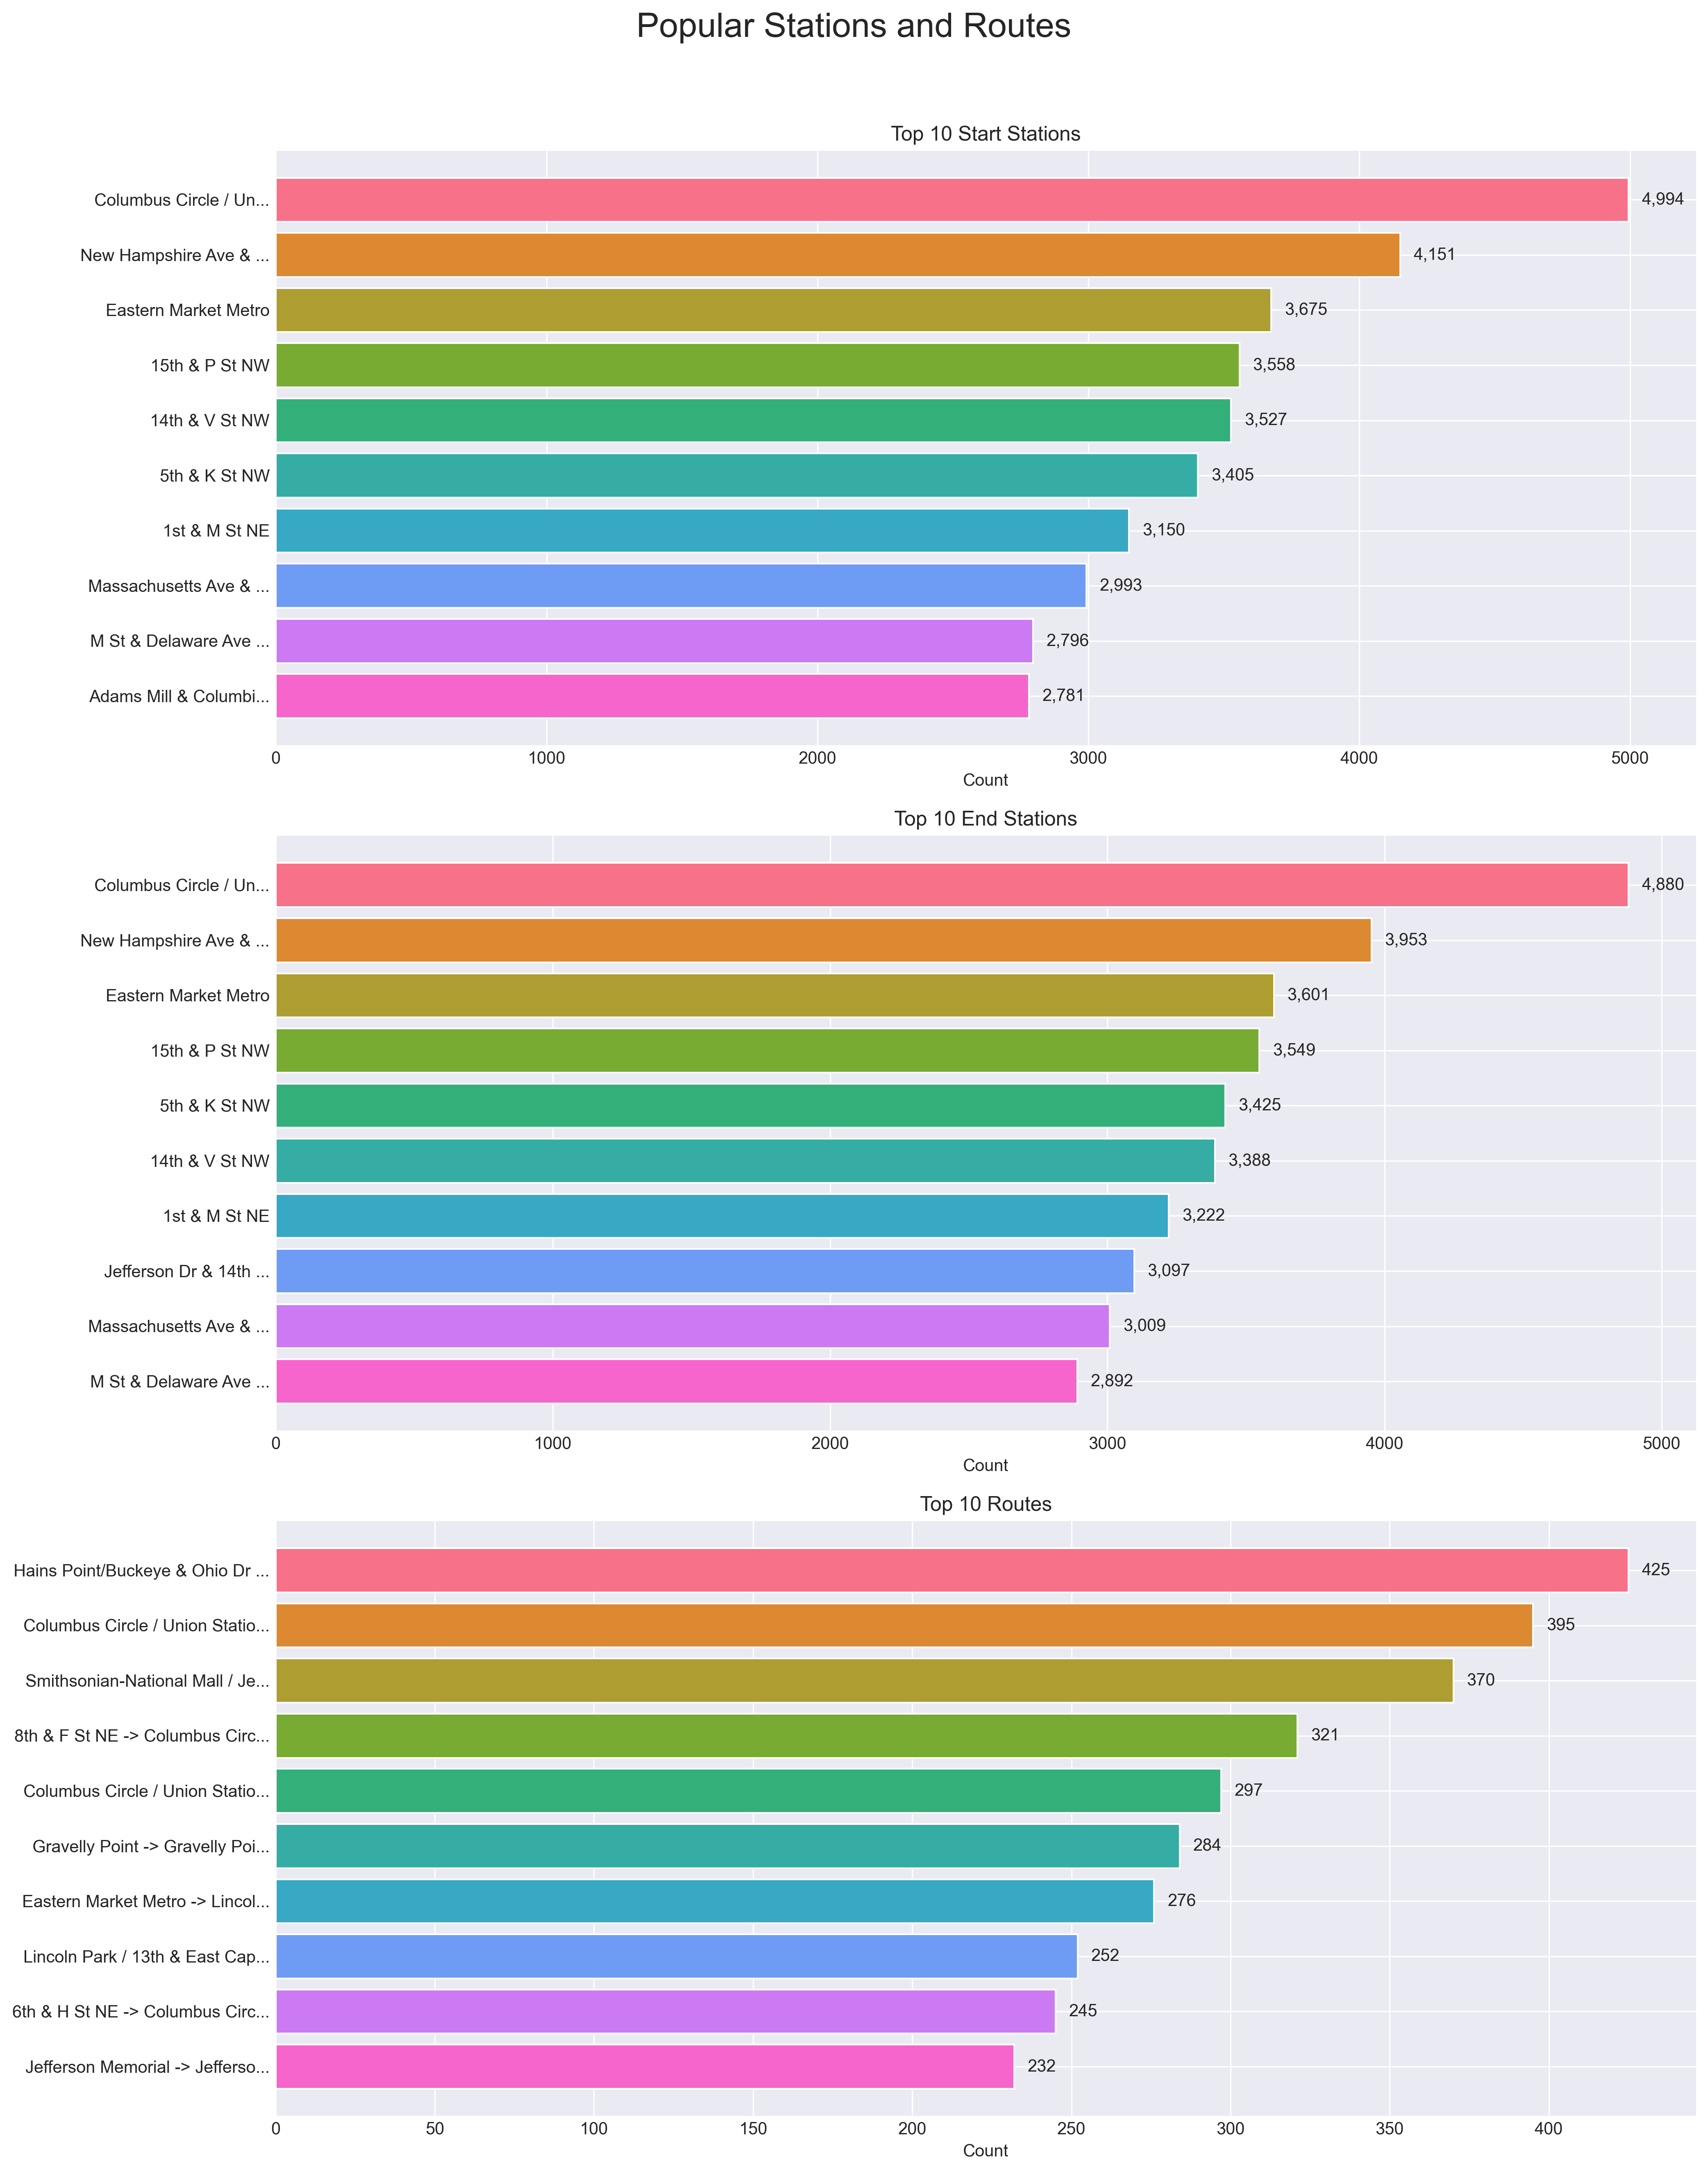 Popular Stations and Routes
Top 10 Start Stations
Columbus Circle / Un... 4,994
New Hampshire Ave & ... 4,151
Eastern Market Metro 3,675
15th & P St NW 3,558
14th & V St NW 3,527
5th & K St NW 3,405
1st & M St NE 3,150
Massachusetts Ave & ... 2,993
M St & Delaware Ave ... 2,796
Adams Mill & Columbi... 2,781
0 1000 2000 3000 4000 5000
Count
Top 10 End Stations
Columbus Circle / Un... 4,880
New Hampshire Ave & ... 3,953
Eastern Market Metro 3,601
15th & P St NW 3,549
5th & K St NW 3,425
14th & V St NW 3,388
1st & M St NE 3,222
Jefferson Dr & 14th ... 3,097
Massachusetts Ave & ... 3,009
M St & Delaware Ave ... 2,892
0 1000 2000 3000 4000 5000
Count
Top 10 Routes
Hains Point/Buckeye & Ohio Dr ... 425
Columbus Circle / Union Statio... 395
Smithsonian-National Mall / Je... 370
8th & F St NE -> Columbus Circ... 321
Columbus Circle / Union Statio... 297
Gravelly Point -> Gravelly Poi... 284
Eastern Market Metro -> Lincol... 276
Lincoln Park / 13th & East Cap... 252
6th & H St NE -> Columbus Circ... 245
Jefferson Memorial -> Jefferso... 232
0 50 100 150 200 250 300 350 400
Count